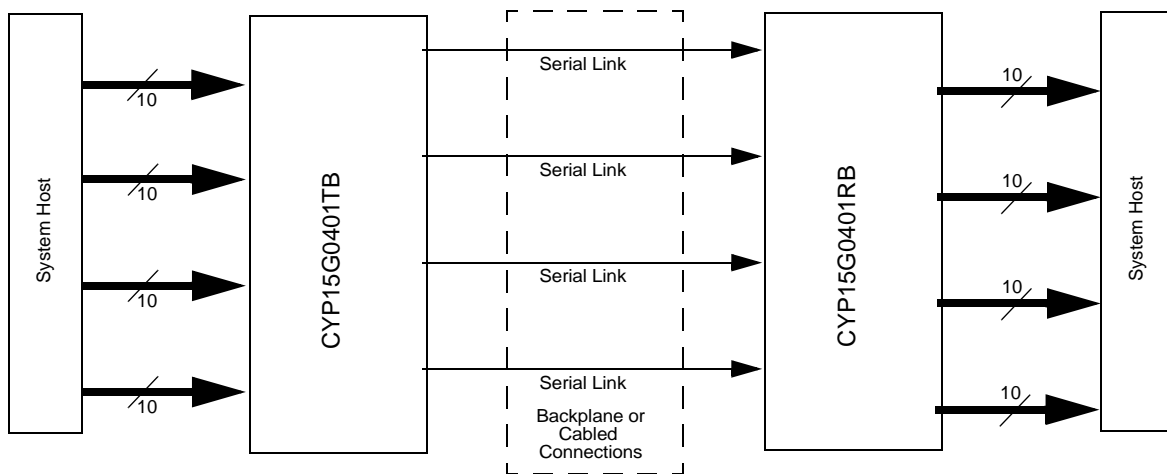 System Host
10
10
10
10
CYP15G0401TB
Serial Link
Serial Link
Serial Link
Serial Link
Backplane or
Cabled
Connections
CYP15G0401RB
10
10
10
10
System Host